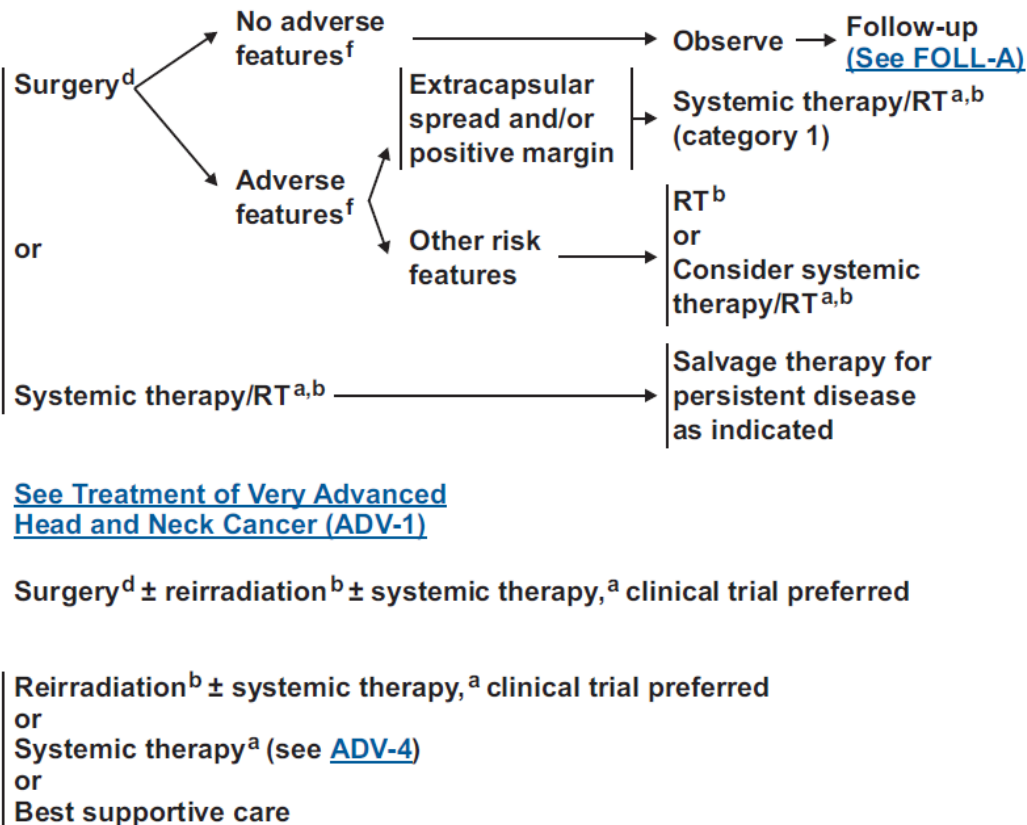 No adverse
features^f
Observe
Follow-up
(See FOLL-A)
Surgery^d
Extracapsular
spread and/or
positive margin
Systemic therapy/RT^a,b
(category 1)
Adverse
features^f
or
Other risk
features
RT^b
or
Consider systemic
therapy/RT^a,b
Systemic therapy/RT^a,b
Salvage therapy for
persistent disease
as indicated
See Treatment of Very Advanced
Head and Neck Cancer (ADV-1)
Surgery^d ± reirradiation^b ± systemic therapy,^a clinical trial preferred
Reirradiation^b ± systemic therapy,^a clinical trial preferred
or
Systemic therapy^a (see ADV-4)
or
Best supportive care